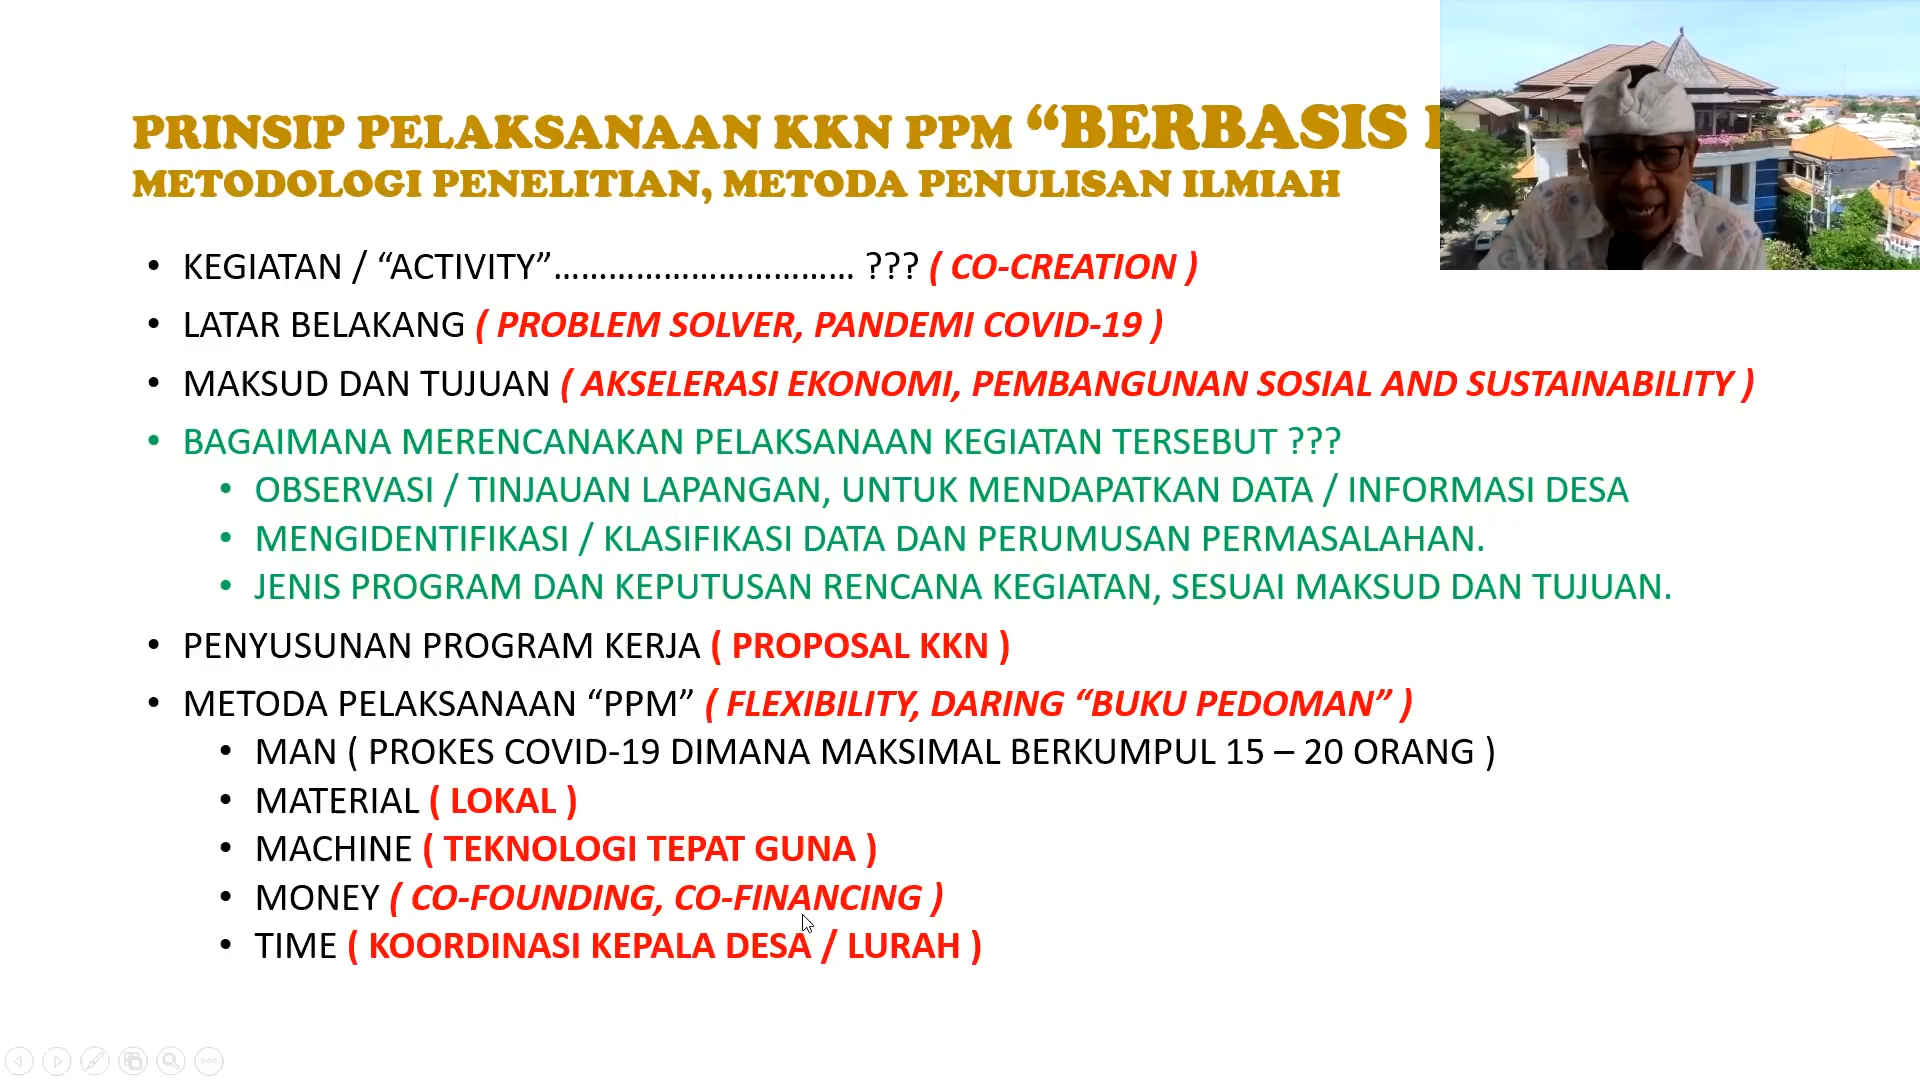 PRINSIP PELAKSANAAN KKN PPM “BERBASIS
METODOLOGI PENELITIAN, METODA PENULISAN ILMIAH
• KEGIATAN / “ACTIVITY”................................. ??? ( CO-CREATION )
• LATAR BELAKANG ( PROBLEM SOLVER, PANDEMI COVID-19 )
• MAKSUD DAN TUJUAN ( AKSELERASI EKONOMI, PEMBANGUNAN SOSIAL AND SUSTAINABILITY )
• BAGAIMANA MERENCANAKAN PELAKSANAAN KEGIATAN TERSEBUT ???
• OBSERVASI / TINJAUAN LAPANGAN, UNTUK MENDAPATKAN DATA / INFORMASI DESA
• MENGIDENTIFIKASI / KLASIFIKASI DATA DAN PERUMUSAN PERMASALAHAN.
• JENIS PROGRAM DAN KEPUTUSAN RENCANA KEGIATAN, SESUAI MAKSUD DAN TUJUAN.
• PENYUSUNAN PROGRAM KERJA ( PROPOSAL KKN )
• METODA PELAKSANAAN “PPM” ( FLEXIBILITY, DARING “BUKU PEDOMAN” )
• MAN ( PROKES COVID-19 DIMANA MAKSIMAL BERKUMPUL 15 – 20 ORANG )
• MATERIAL ( LOKAL )
• MACHINE ( TEKNOLOGI TEPAT GUNA )
• MONEY ( CO-FOUNDING, CO-FINANCING )
• TIME ( KOORDINASI KEPALA DESA / LURAH )